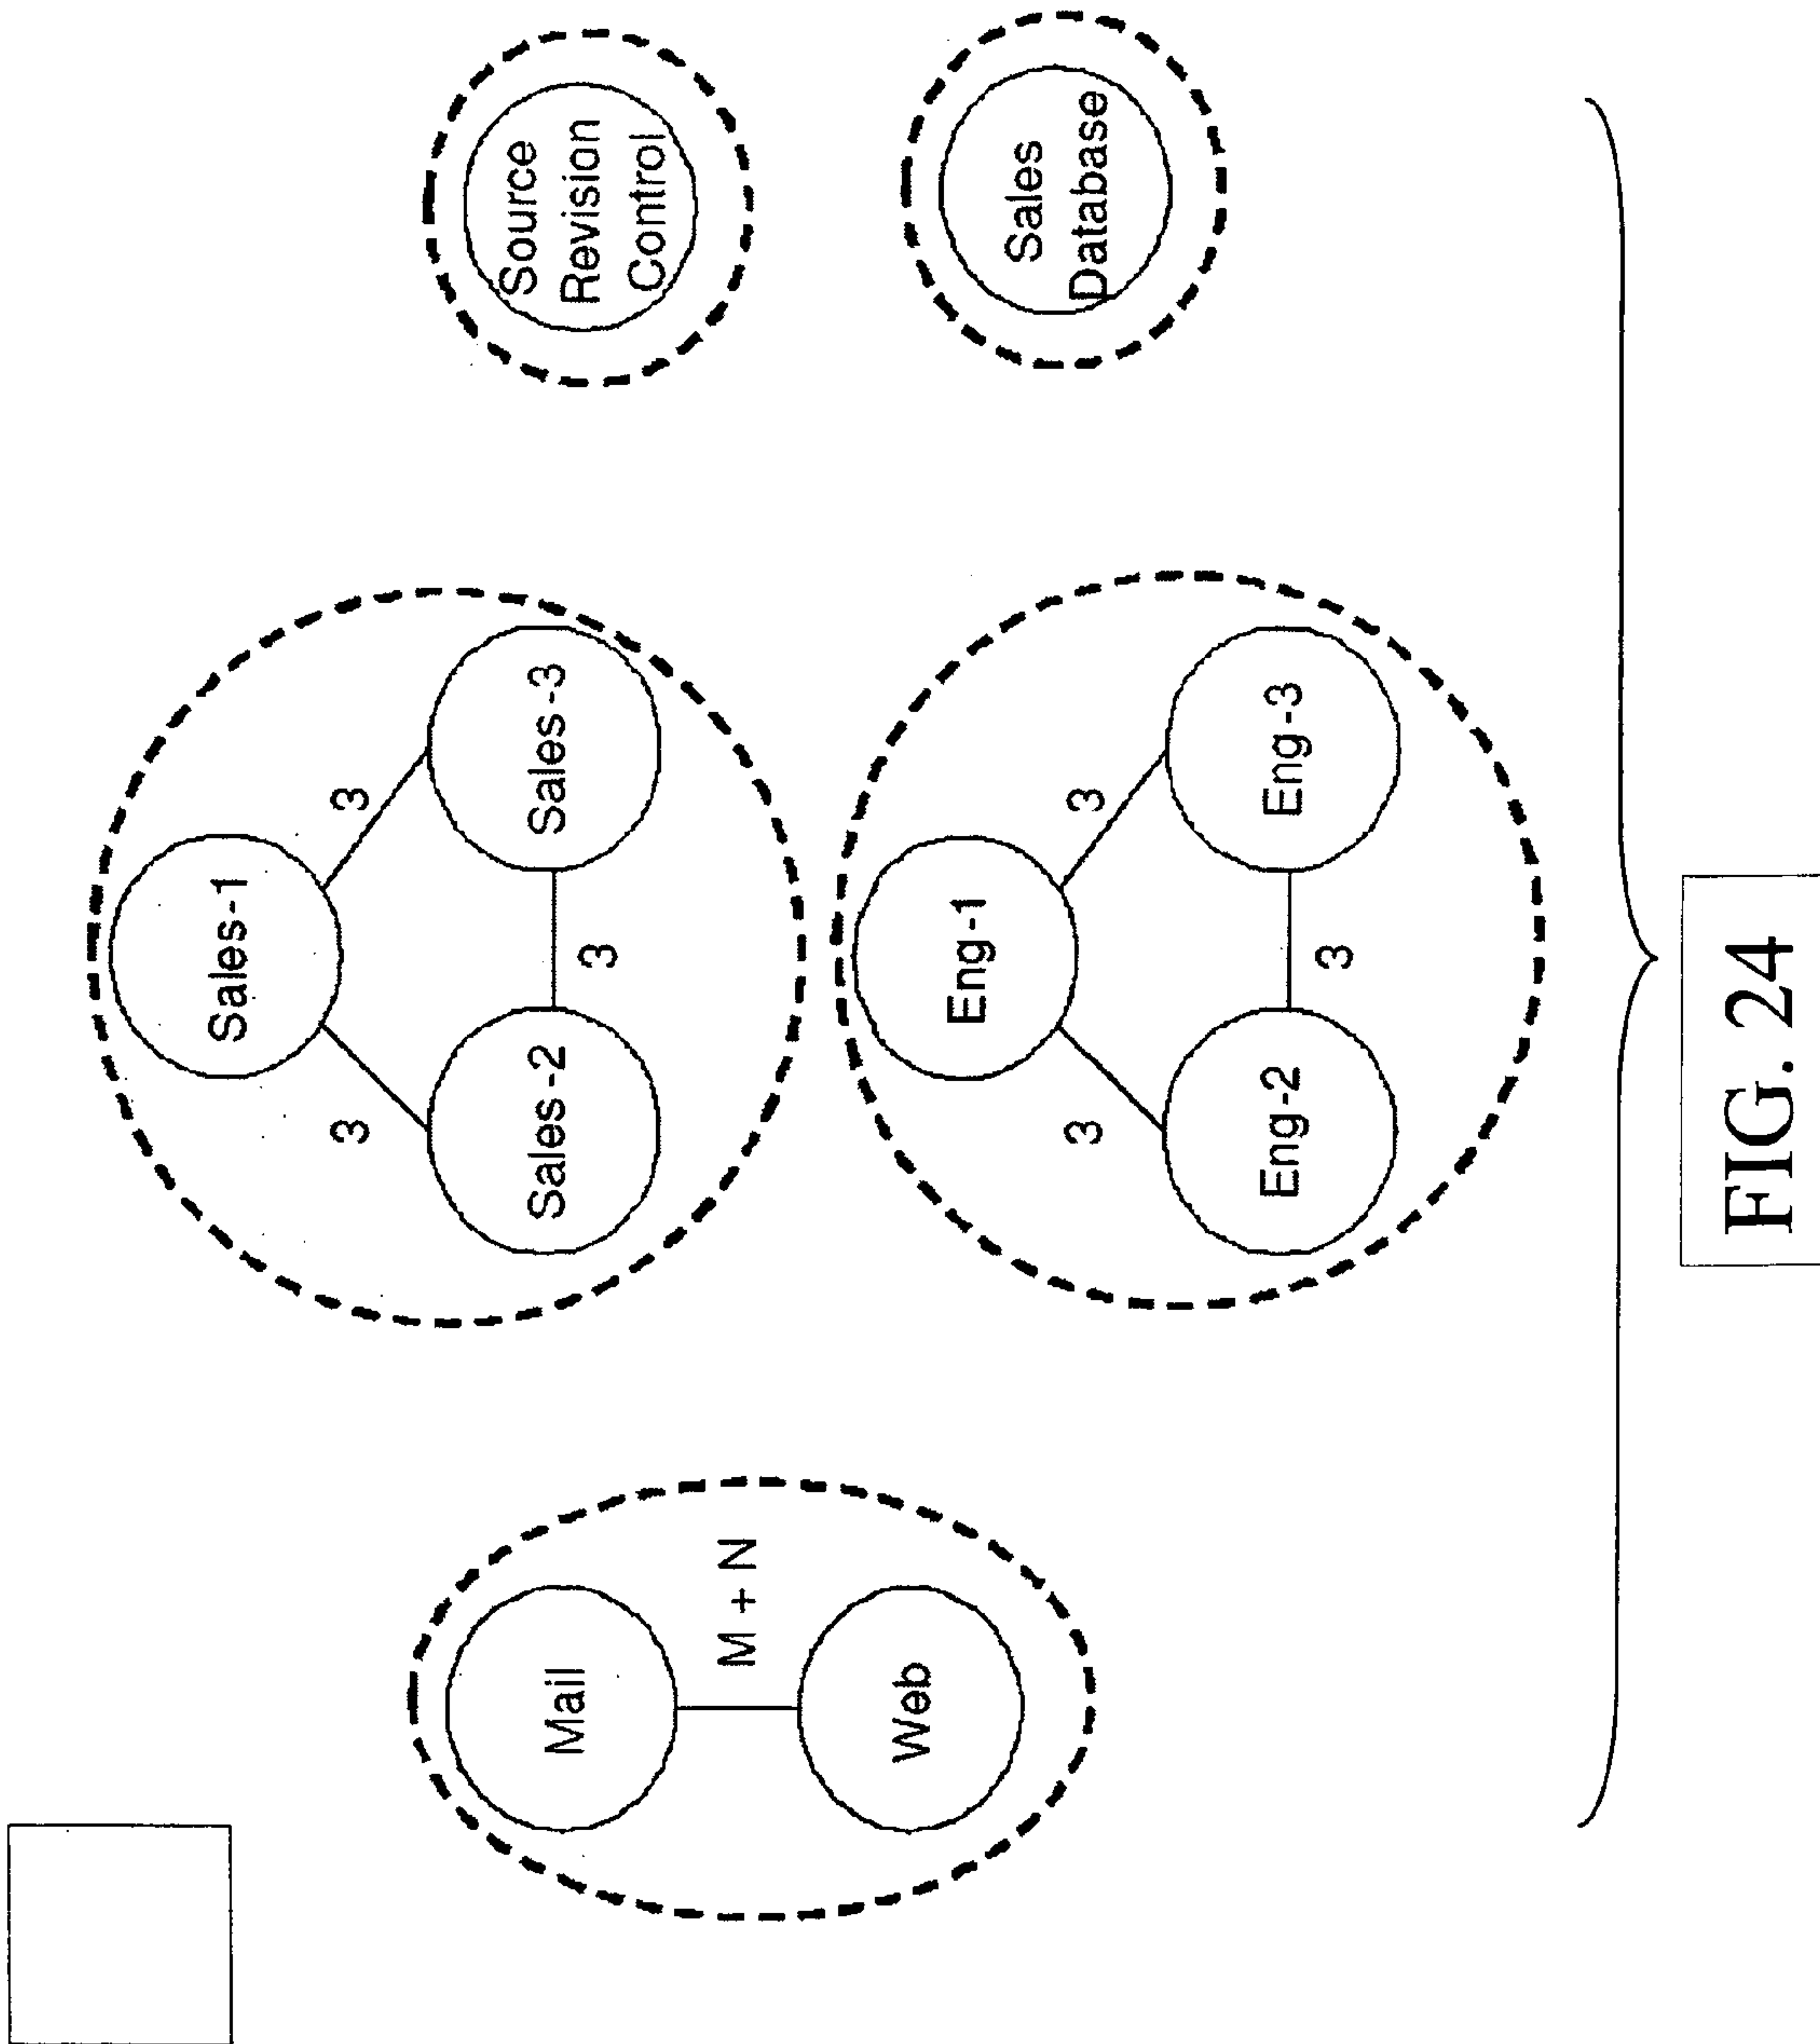 Mail
M + N
Web
Sales-1
3
3
Sales-2
Sales-3
3
Eng-1
3
3
Eng-2
Eng-3
3
Source
Revision
Control
Sales
Database
FIG. 24